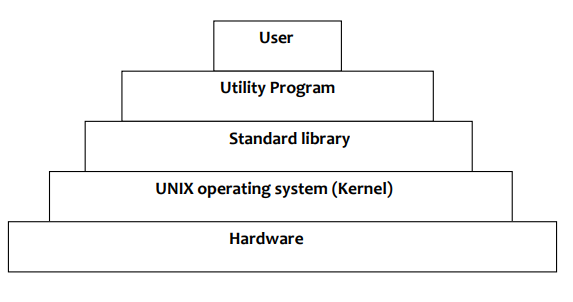 User
Utility Program
Standard library
UNIX operating system (Kernel)
Hardware